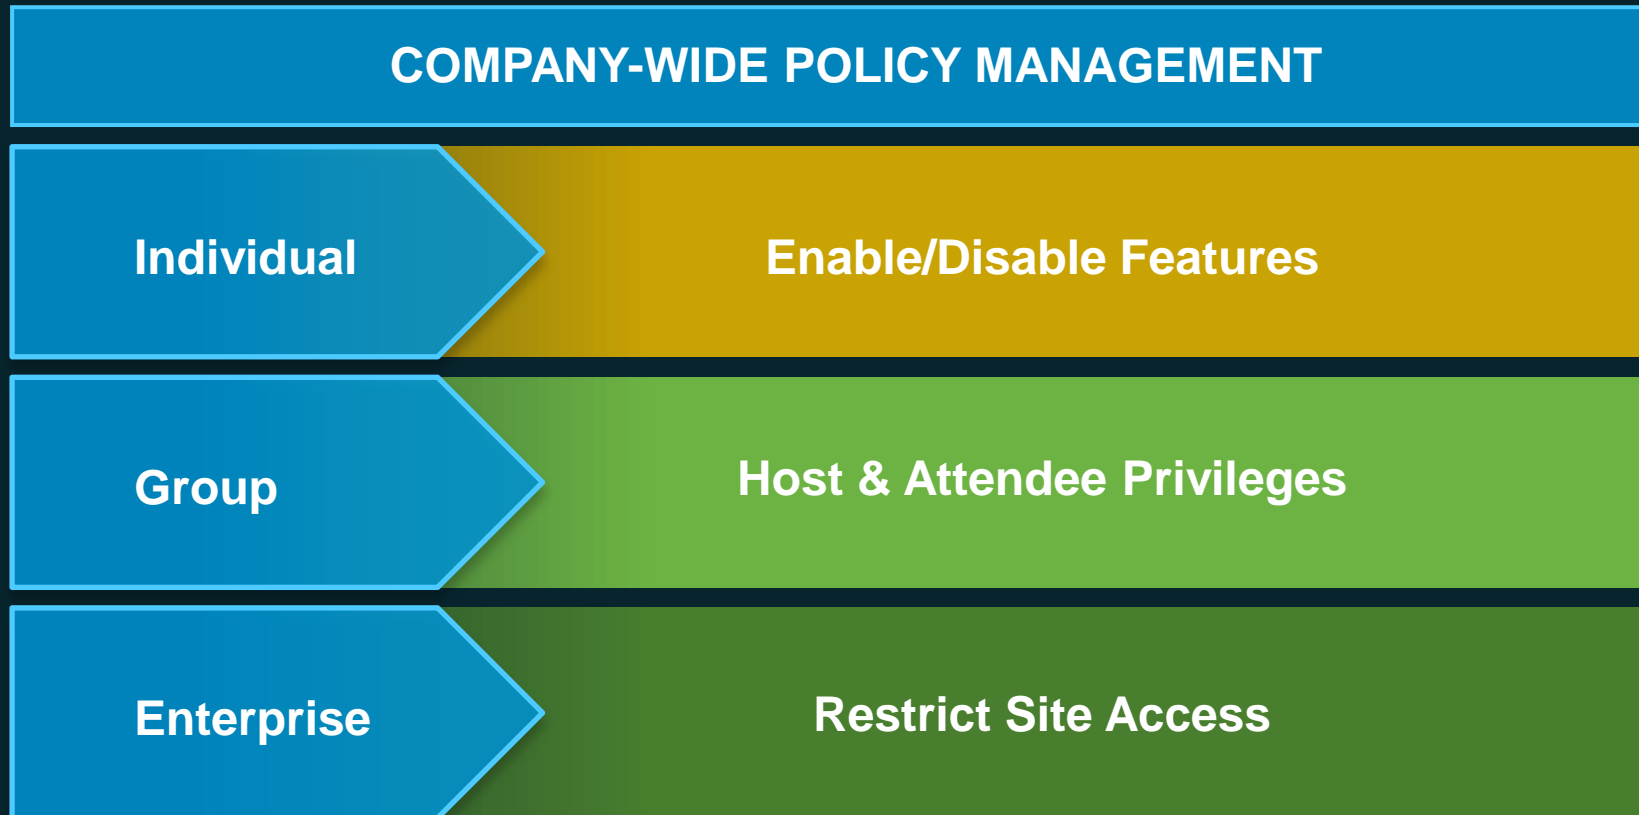 COMPANY-WIDE POLICY MANAGEMENT
Individual
Enable/Disable Features
Group
Host & Attendee Privileges
Enterprise
Restrict Site Access